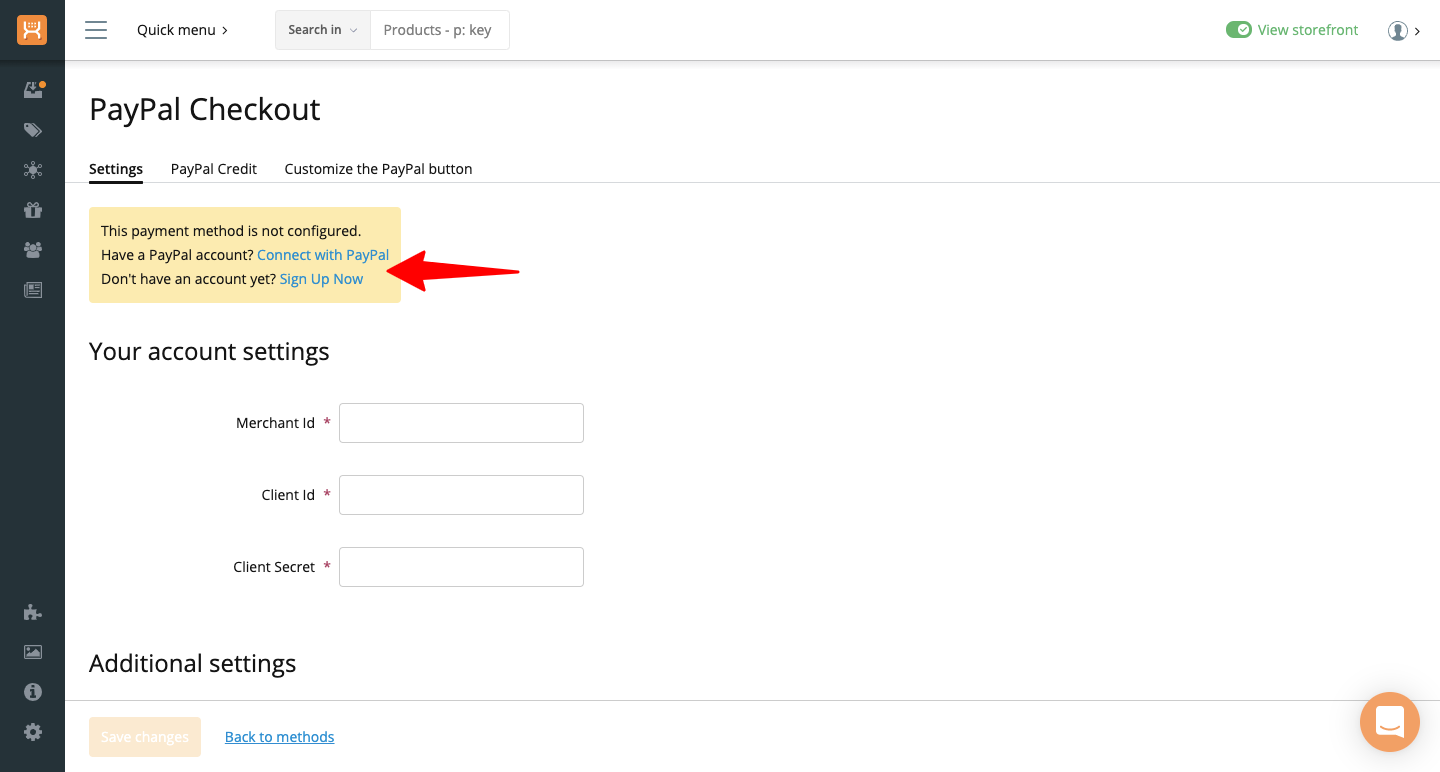 Quick menu
Search in
Products - p: key
View storefront
PayPal Checkout
Settings
PayPal Credit
Customize the PayPal button
This payment method is not configured.
Have a PayPal account? Connect with PayPal
Don't have an account yet? Sign Up Now
Your account settings
Merchant Id *
Client Id *
Client Secret *
Additional settings
Save changes
Back to methods